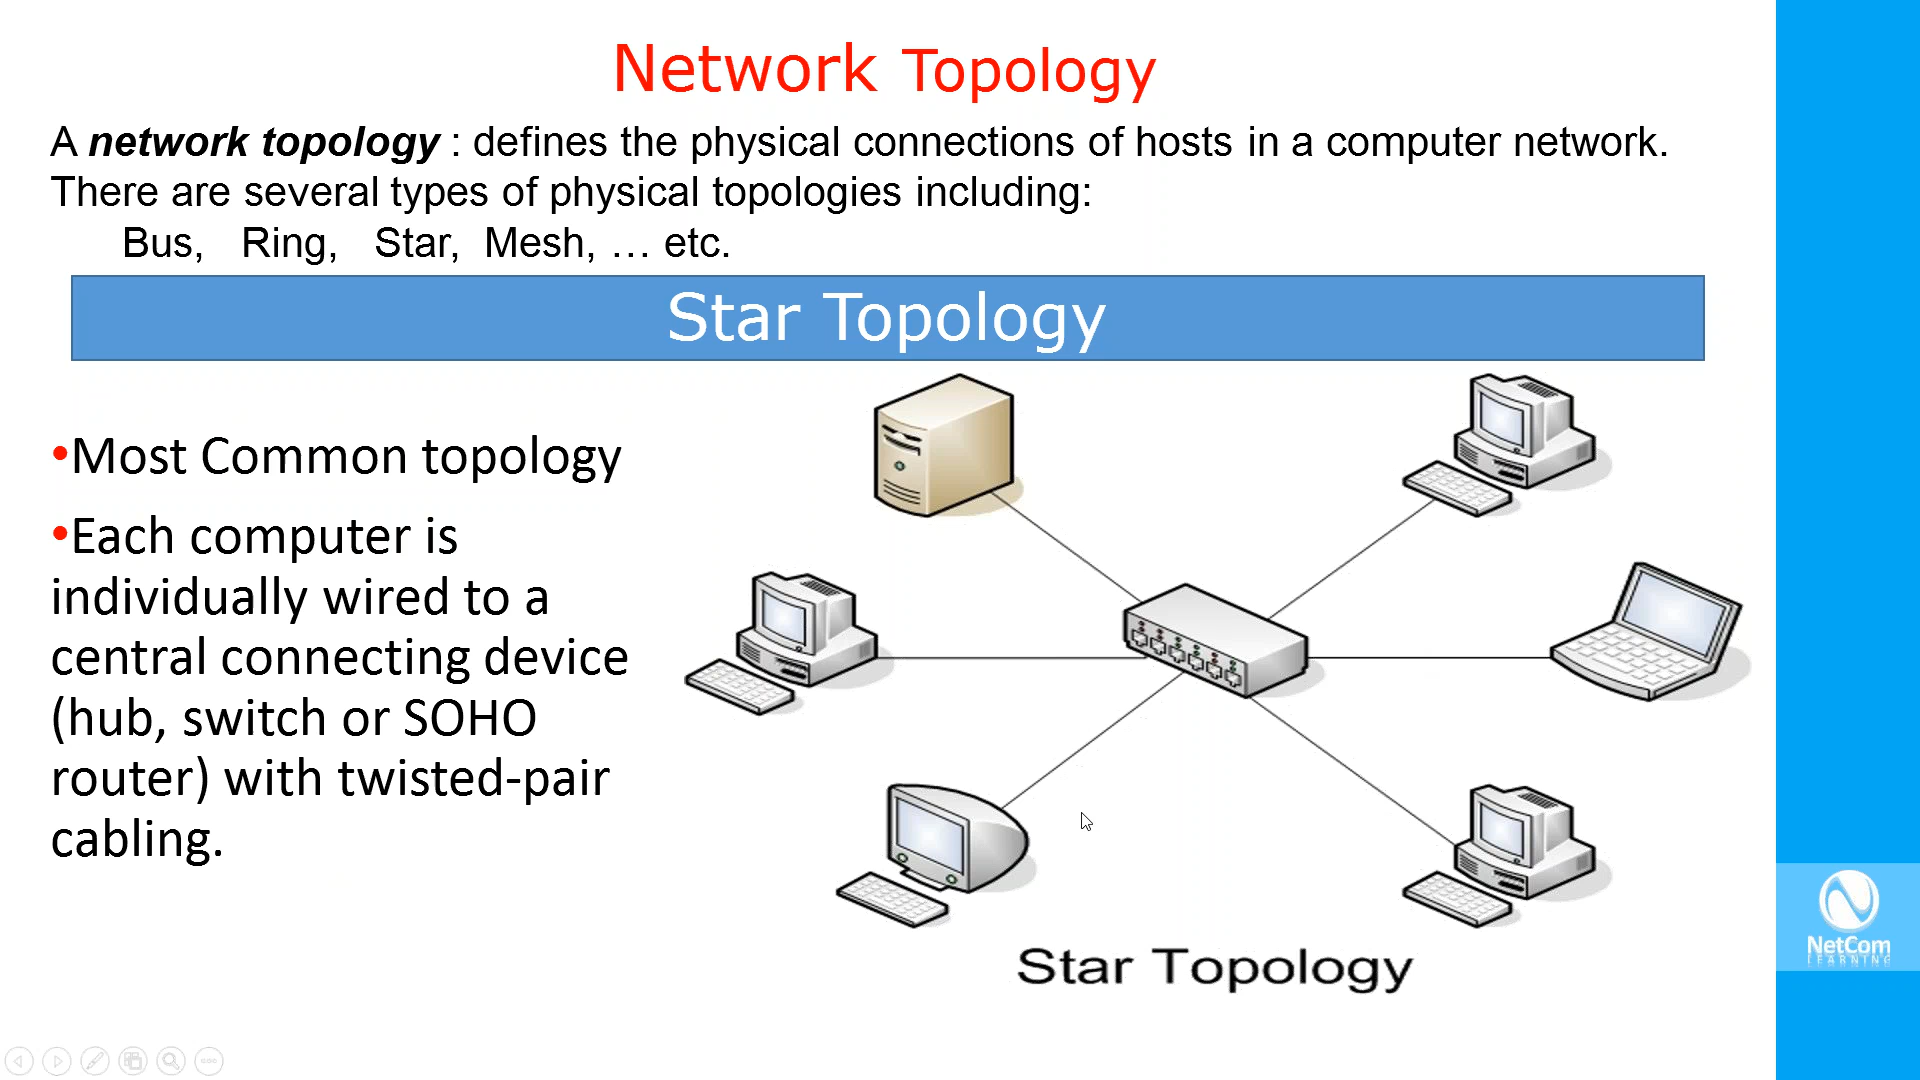 Network Topology
A network topology : defines the physical connections of hosts in a computer network.
There are several types of physical topologies including:
Bus, Ring, Star, Mesh, … etc.
Star Topology
•Most Common topology
•Each computer is
individually wired to a
central connecting device
(hub, switch or SOHO
router) with twisted-pair
cabling.
Star Topology
NetCom
LEARNING